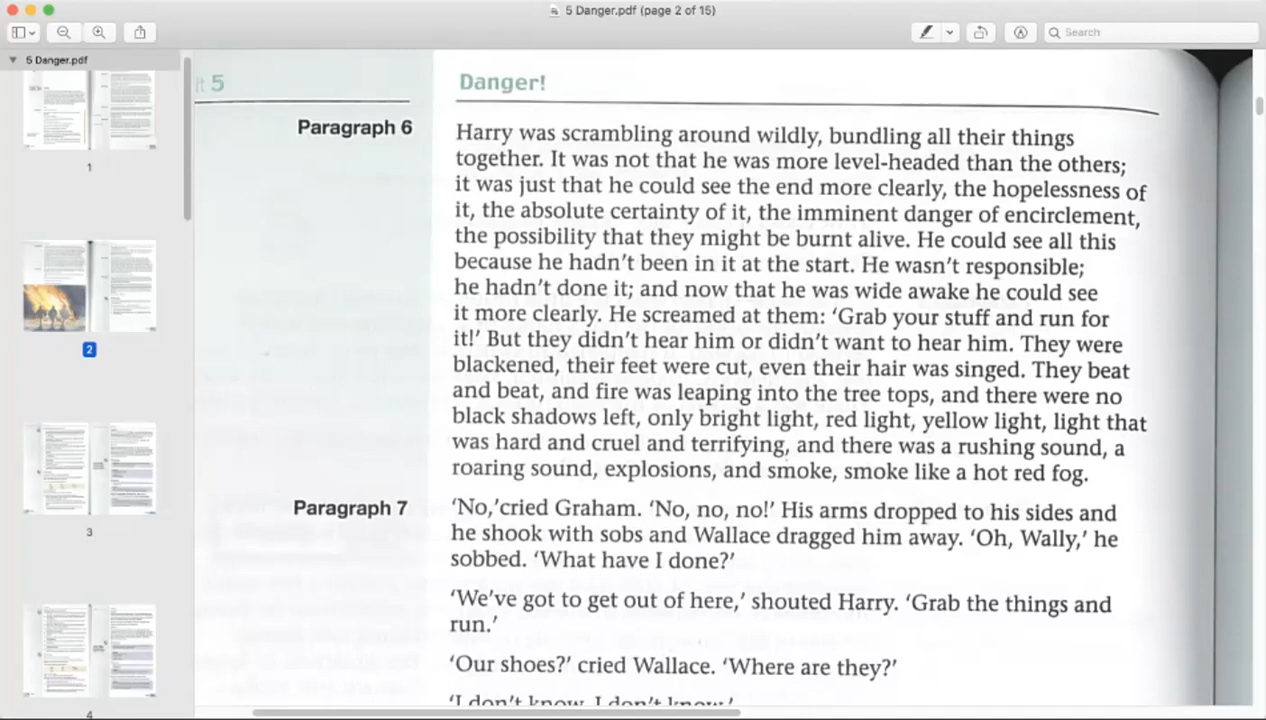 5 Danger.pdf (page 2 of 15)
Search
5 Danger.pdf
1
2
3
4
it 5
Danger!
Paragraph 6
Harry was scrambling around wildly, bundling all their things
together. It was not that he was more level-headed than the others;
it was just that he could see the end more clearly, the hopelessness of
it, the absolute certainty of it, the imminent danger of encirclement,
the possibility that they might be burnt alive. He could see all this
because he hadn't been in it at the start. He wasn't responsible;
he hadn't done it; and now that he was wide awake he could see
it more clearly. He screamed at them: 'Grab your stuff and run for
it!' But they didn't hear him or didn't want to hear him. They were
blackened, their feet were cut, even their hair was singed. They beat
and beat, and fire was leaping into the tree tops, and there were no
black shadows left, only bright light, red light, yellow light, light that
was hard and cruel and terrifying, and there was a rushing sound, a
roaring sound, explosions, and smoke, smoke like a hot red fog.
Paragraph 7
'No,'cried Graham. 'No, no, no!' His arms dropped to his sides and
he shook with sobs and Wallace dragged him away. 'Oh, Wally,' he
sobbed. 'What have I done?'
'We've got to get out of here,' shouted Harry. 'Grab the things and
run.'
'Our shoes?' cried Wallace. 'Where are they?'
'I don't know, I don't know!'